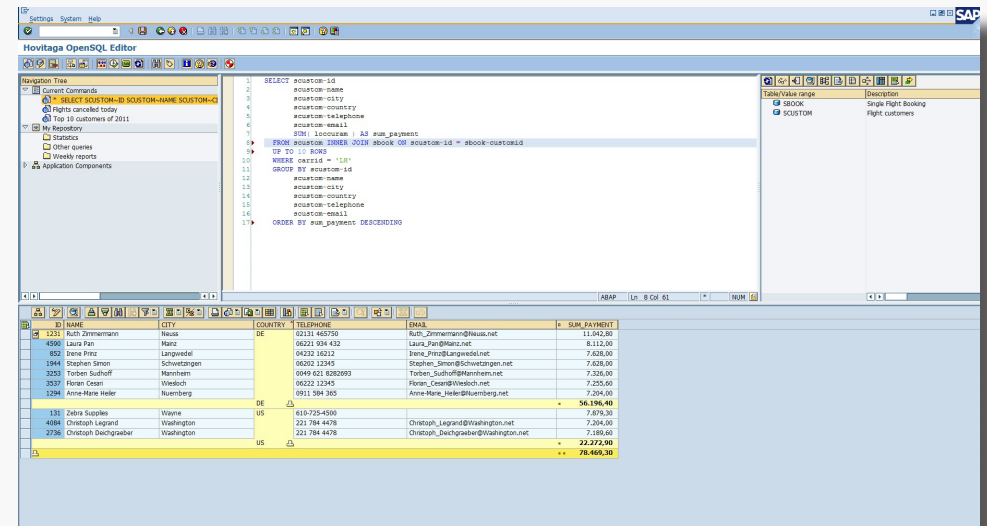 Settings System Help
SAP
Hovitaga OpenSQL Editor
Navigation Tree
Current Commands
* SELECT SCUSTOM~ID SCUSTOM~NAME SCUSTOM~CI
Flights cancelled today
Top 10 customers of 2011
My Repository
Statistics
Other queries
Weekly reports
Application Components
1 SELECT scustom~id
2 scustom~name
3 scustom~city
4 scustom~country
5 scustom~telephone
6 scustom~email
7 SUM( loccuram ) AS sum_payment
8 FROM scustom INNER JOIN sbook ON scustom~id = sbook~customid
9 UP TO 10 ROWS
10 WHERE carrid = 'LH'
11 GROUP BY scustom~id
12 scustom~name
13 scustom~city
14 scustom~country
15 scustom~telephone
16 scustom~email
17 ORDER BY sum_payment DESCENDING
ABAP Ln 8 Col 61 * NUM
Table/Value range Description
SBOOK Single Flight Booking
SCUSTOM Flight customers
ID NAME CITY COUNTRY TELEPHONE EMAIL SUM_PAYMENT
1231 Ruth Zimmermann Neuss DE 02131 465750 Ruth_Zimmermann@Neuss.net 11.042,80
4590 Laura Pan Mainz 06221 934 432 Laura_Pan@Mainz.net 8.112,00
852 Irene Prinz Langwedel 04232 16212 Irene_Prinz@Langwedel.net 7.628,00
1944 Stephen Simon Schwetzingen 06202 12345 Stephen_Simon@Schwetzingen.net 7.628,00
3253 Torben Sudhoff Mannheim 0049 621 8282693 Torben_Sudhoff@Mannheim.net 7.326,00
3537 Florian Cesari Wiesloch 06222 12345 Florian_Cesari@Wiesloch.net 7.255,60
1294 Anne-Marie Heiler Nuernberg 0911 584 365 Anne-Marie_Heiler@Nuernberg.net 7.204,00
DE 56.196,40
131 Zebra Supplies Wayne US 610-725-4500 7.879,30
4084 Christoph Legrand Washington 221 784 4478 Christoph_Legrand@Washington.net 7.204,00
2736 Christoph Deichgraeber Washington 221 784 4478 Christoph_Deichgraeber@Washington.net 7.189,60
US 22.272,90
78.469,30